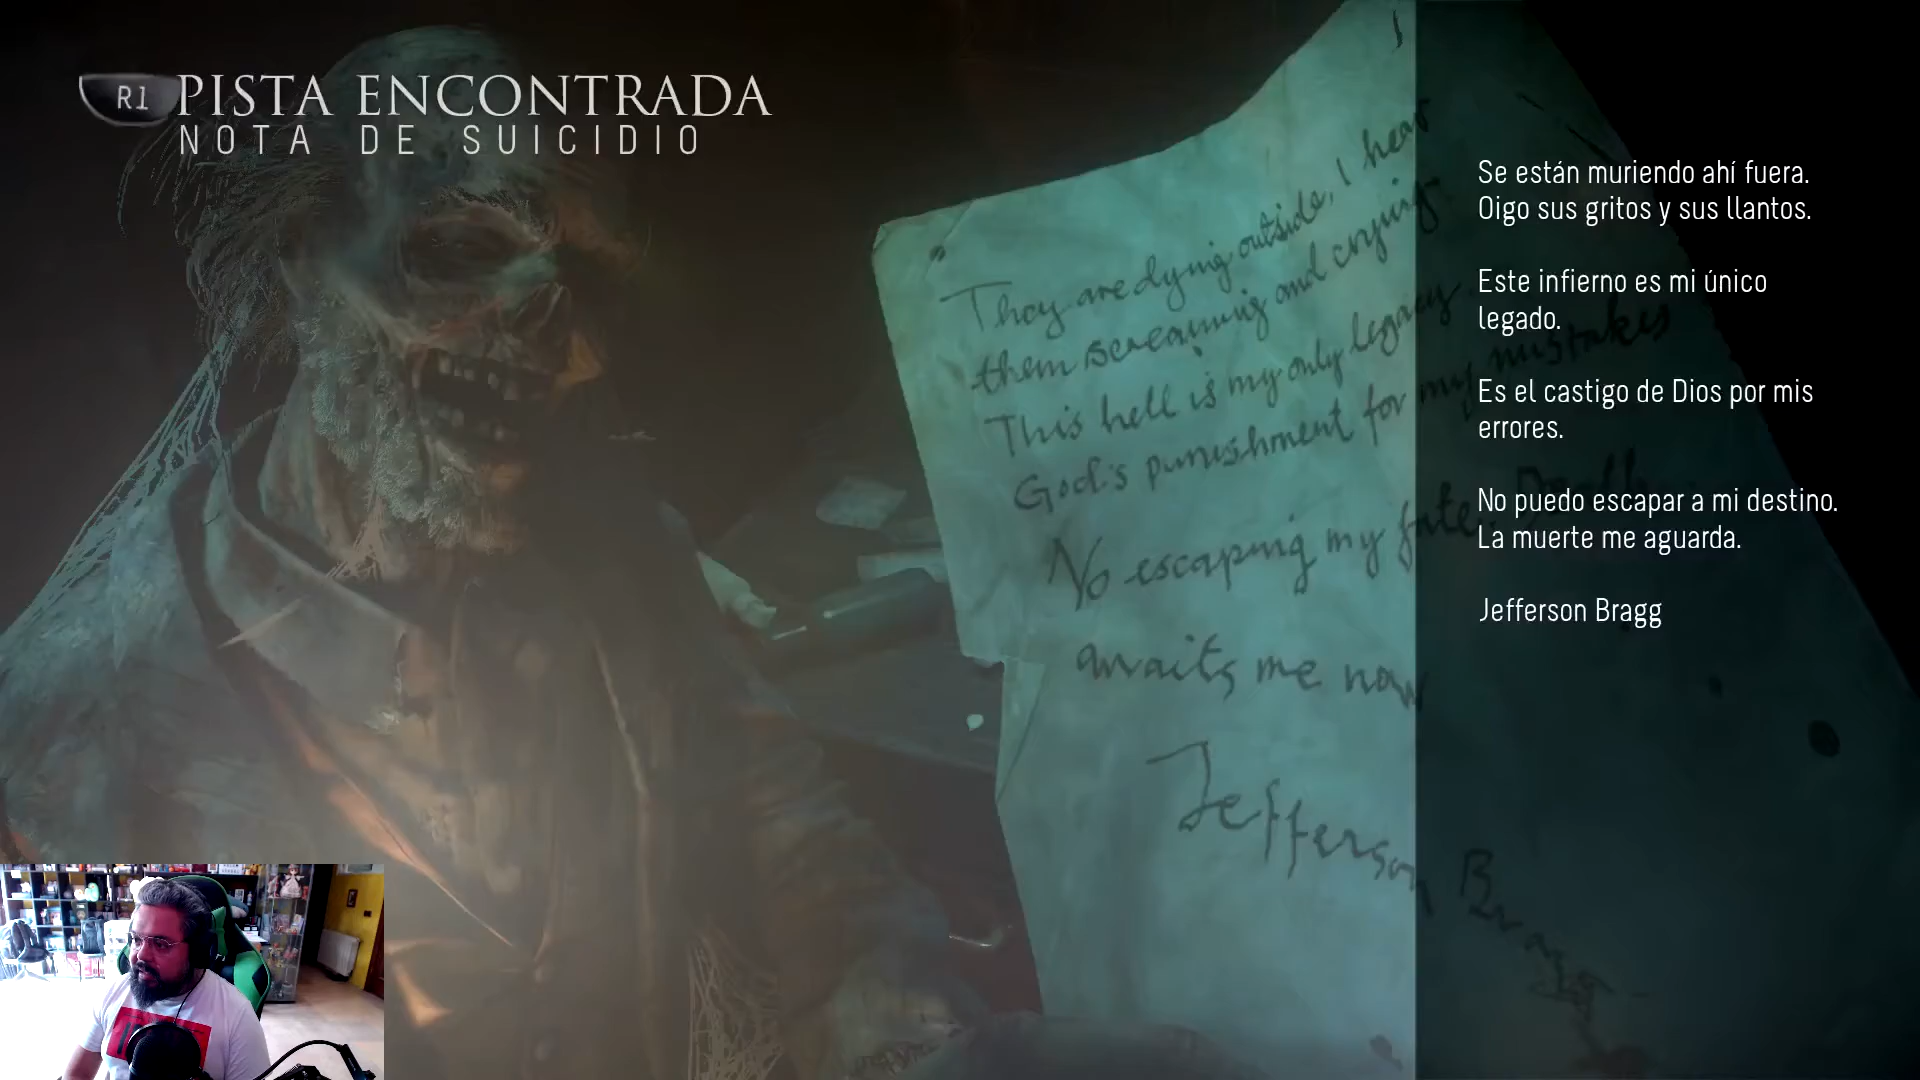 R1 PISTA ENCONTRADA
NOTA DE SUICIDIO
They are dying outside, I hear
them screaming and crying.
This hell is my only legacy.
God's punishment for my mistakes
No escaping my fate. Death
awaits me now
Jefferson Bragg
Se están muriendo ahí fuera.
Oigo sus gritos y sus llantos.
Este infierno es mi único
legado.
Es el castigo de Dios por mis
errores.
No puedo escapar a mi destino.
La muerte me aguarda.
Jefferson Bragg